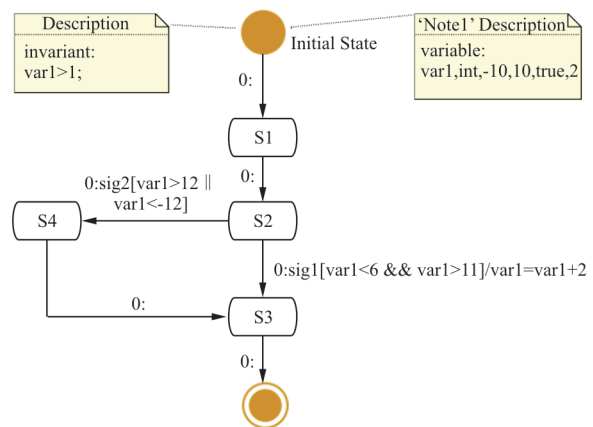 Description
invariant:
var1>1;
Initial State
‘Note1’ Description
variable:
var1,int,-10,10,true,2
0:
S1
0:
0:sig2[var1>12 ||
var1<-12]
S4
S2
0:sig1[var1<6 && var1>11]/var1=var1+2
0:
S3
0: